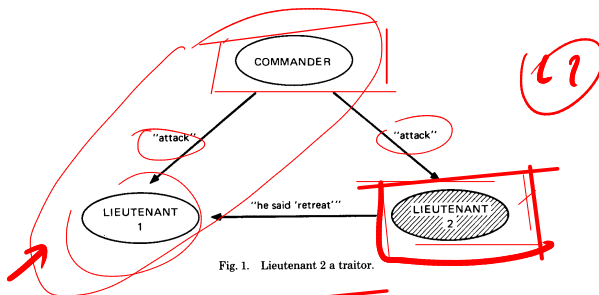 COMMANDER
"attack"
"attack"
LIEUTENANT
1
"he said 'retreat'"
LIEUTENANT
2
Fig. 1. Lieutenant 2 a traitor.